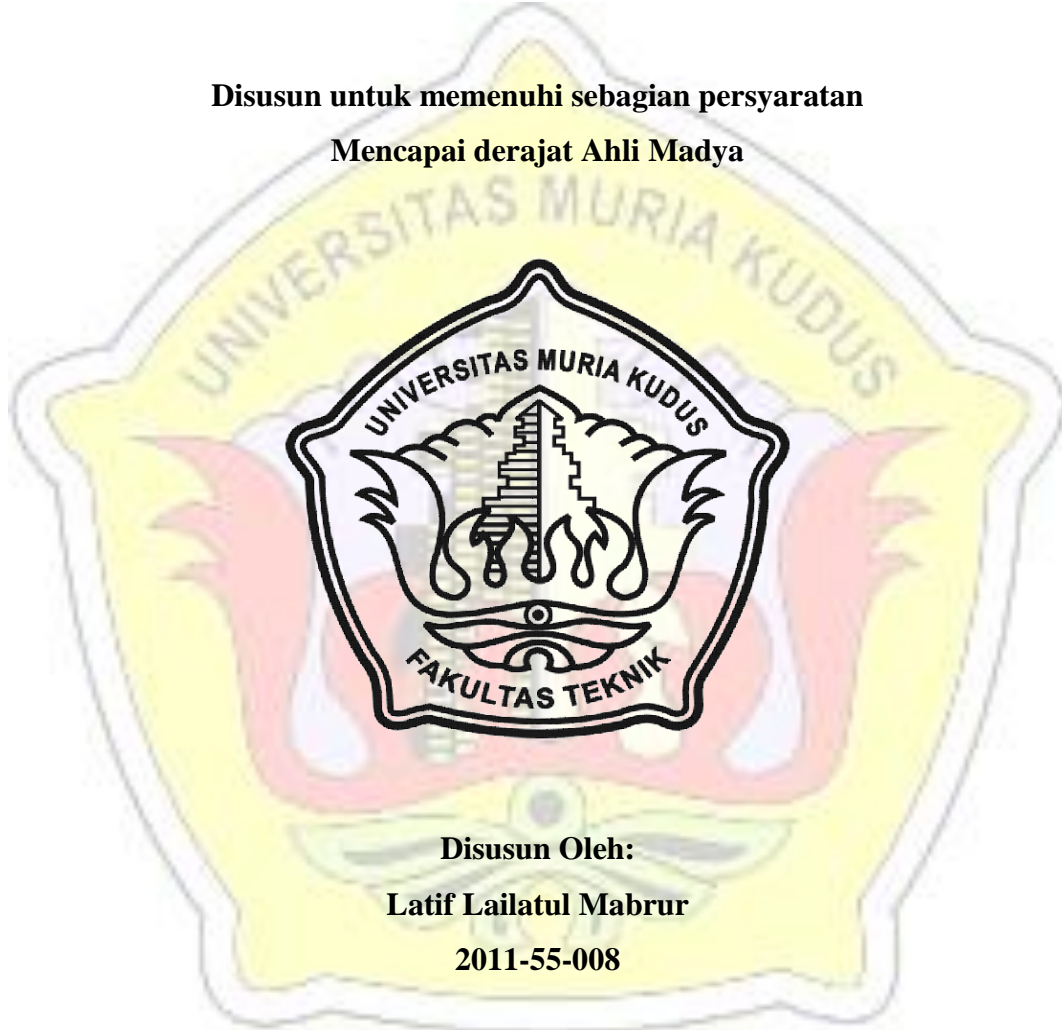 Disusun untuk memenuhi sebagian persyaratan
Mencapai derajat Ahli Madya
UNIVERSITAS MURIA KUDUS
UNIVERSITAS MURIA KUDUS
FAKULTAS TEKNIK
Disusun Oleh:
Latif Lailatul Mabrur
2011-55-008